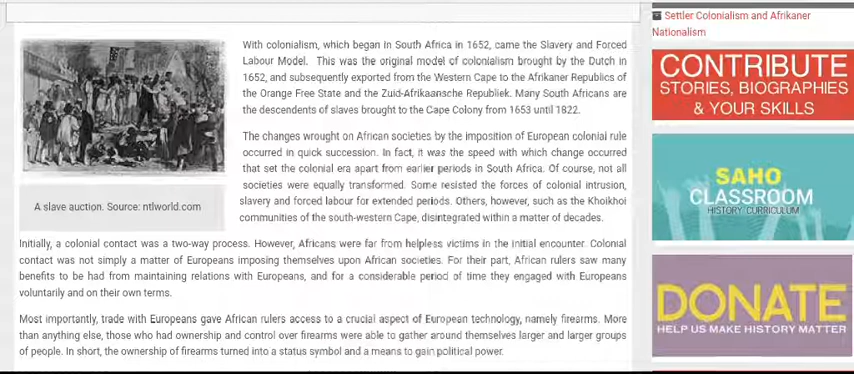 With colonialism, which began in South Africa in 1652, came the Slavery and Forced
Labour Model.  This was the original model of colonialism brought by the Dutch in
1652, and subsequently exported from the Western Cape to the Afrikaner Republics of
the Orange Free State and the Zuid-Afrikaansche Republiek. Many South Africans are
the descendents of slaves brought to the Cape Colony from 1653 until 1822.
The changes wrought on African societies by the imposition of European colonial rule
occurred in quick succession. In fact, it was the speed with which change occurred
that set the colonial era apart from earlier periods in South Africa. Of course, not all
societies were equally transformed. Some resisted the forces of colonial intrusion,
slavery and forced labour for extended periods. Others, however, such as the Khoikhoi
communities of the south-western Cape, disintegrated within a matter of decades.
A slave auction. Source: ntlworld.com
Initially, a colonial contact was a two-way process. However, Africans were far from helpless victims in the initial encounter. Colonial
contact was not simply a matter of Europeans imposing themselves upon African societies. For their part, African rulers saw many
benefits to be had from maintaining relations with Europeans, and for a considerable period of time they engaged with Europeans
voluntarily and on their own terms.
Most importantly, trade with Europeans gave African rulers access to a crucial aspect of European technology, namely firearms. More
than anything else, those who had ownership and control over firearms were able to gather around themselves larger and larger groups
of people. In short, the ownership of firearms turned into a status symbol and a means to gain political power.
Settler Colonialism and Afrikaner
Nationalism
CONTRIBUTE
STORIES, BIOGRAPHIES
& YOUR SKILLS
SAHO
CLASSROOM
HISTORY CURRICULUM
DONATE
HELP US MAKE HISTORY MATTER